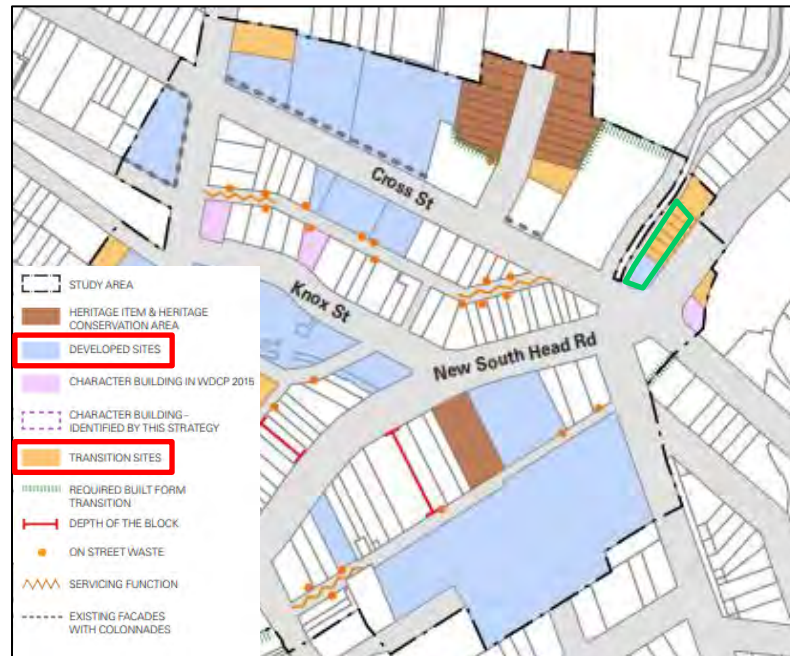 Cross St
Knox St
New South Head Rd
STUDY AREA
HERITAGE ITEM & HERITAGE
CONSERVATION AREA
DEVELOPED SITES
CHARACTER BUILDING IN WDCP 2015
CHARACTER BUILDING -
IDENTIFIED BY THIS STRATEGY
TRANSITION SITES
REQUIRED BUILT FORM
TRANSITION
DEPTH OF THE BLOCK
ON STREET WASTE
SERVICING FUNCTION
EXISTING FACADES
WITH COLONNADES